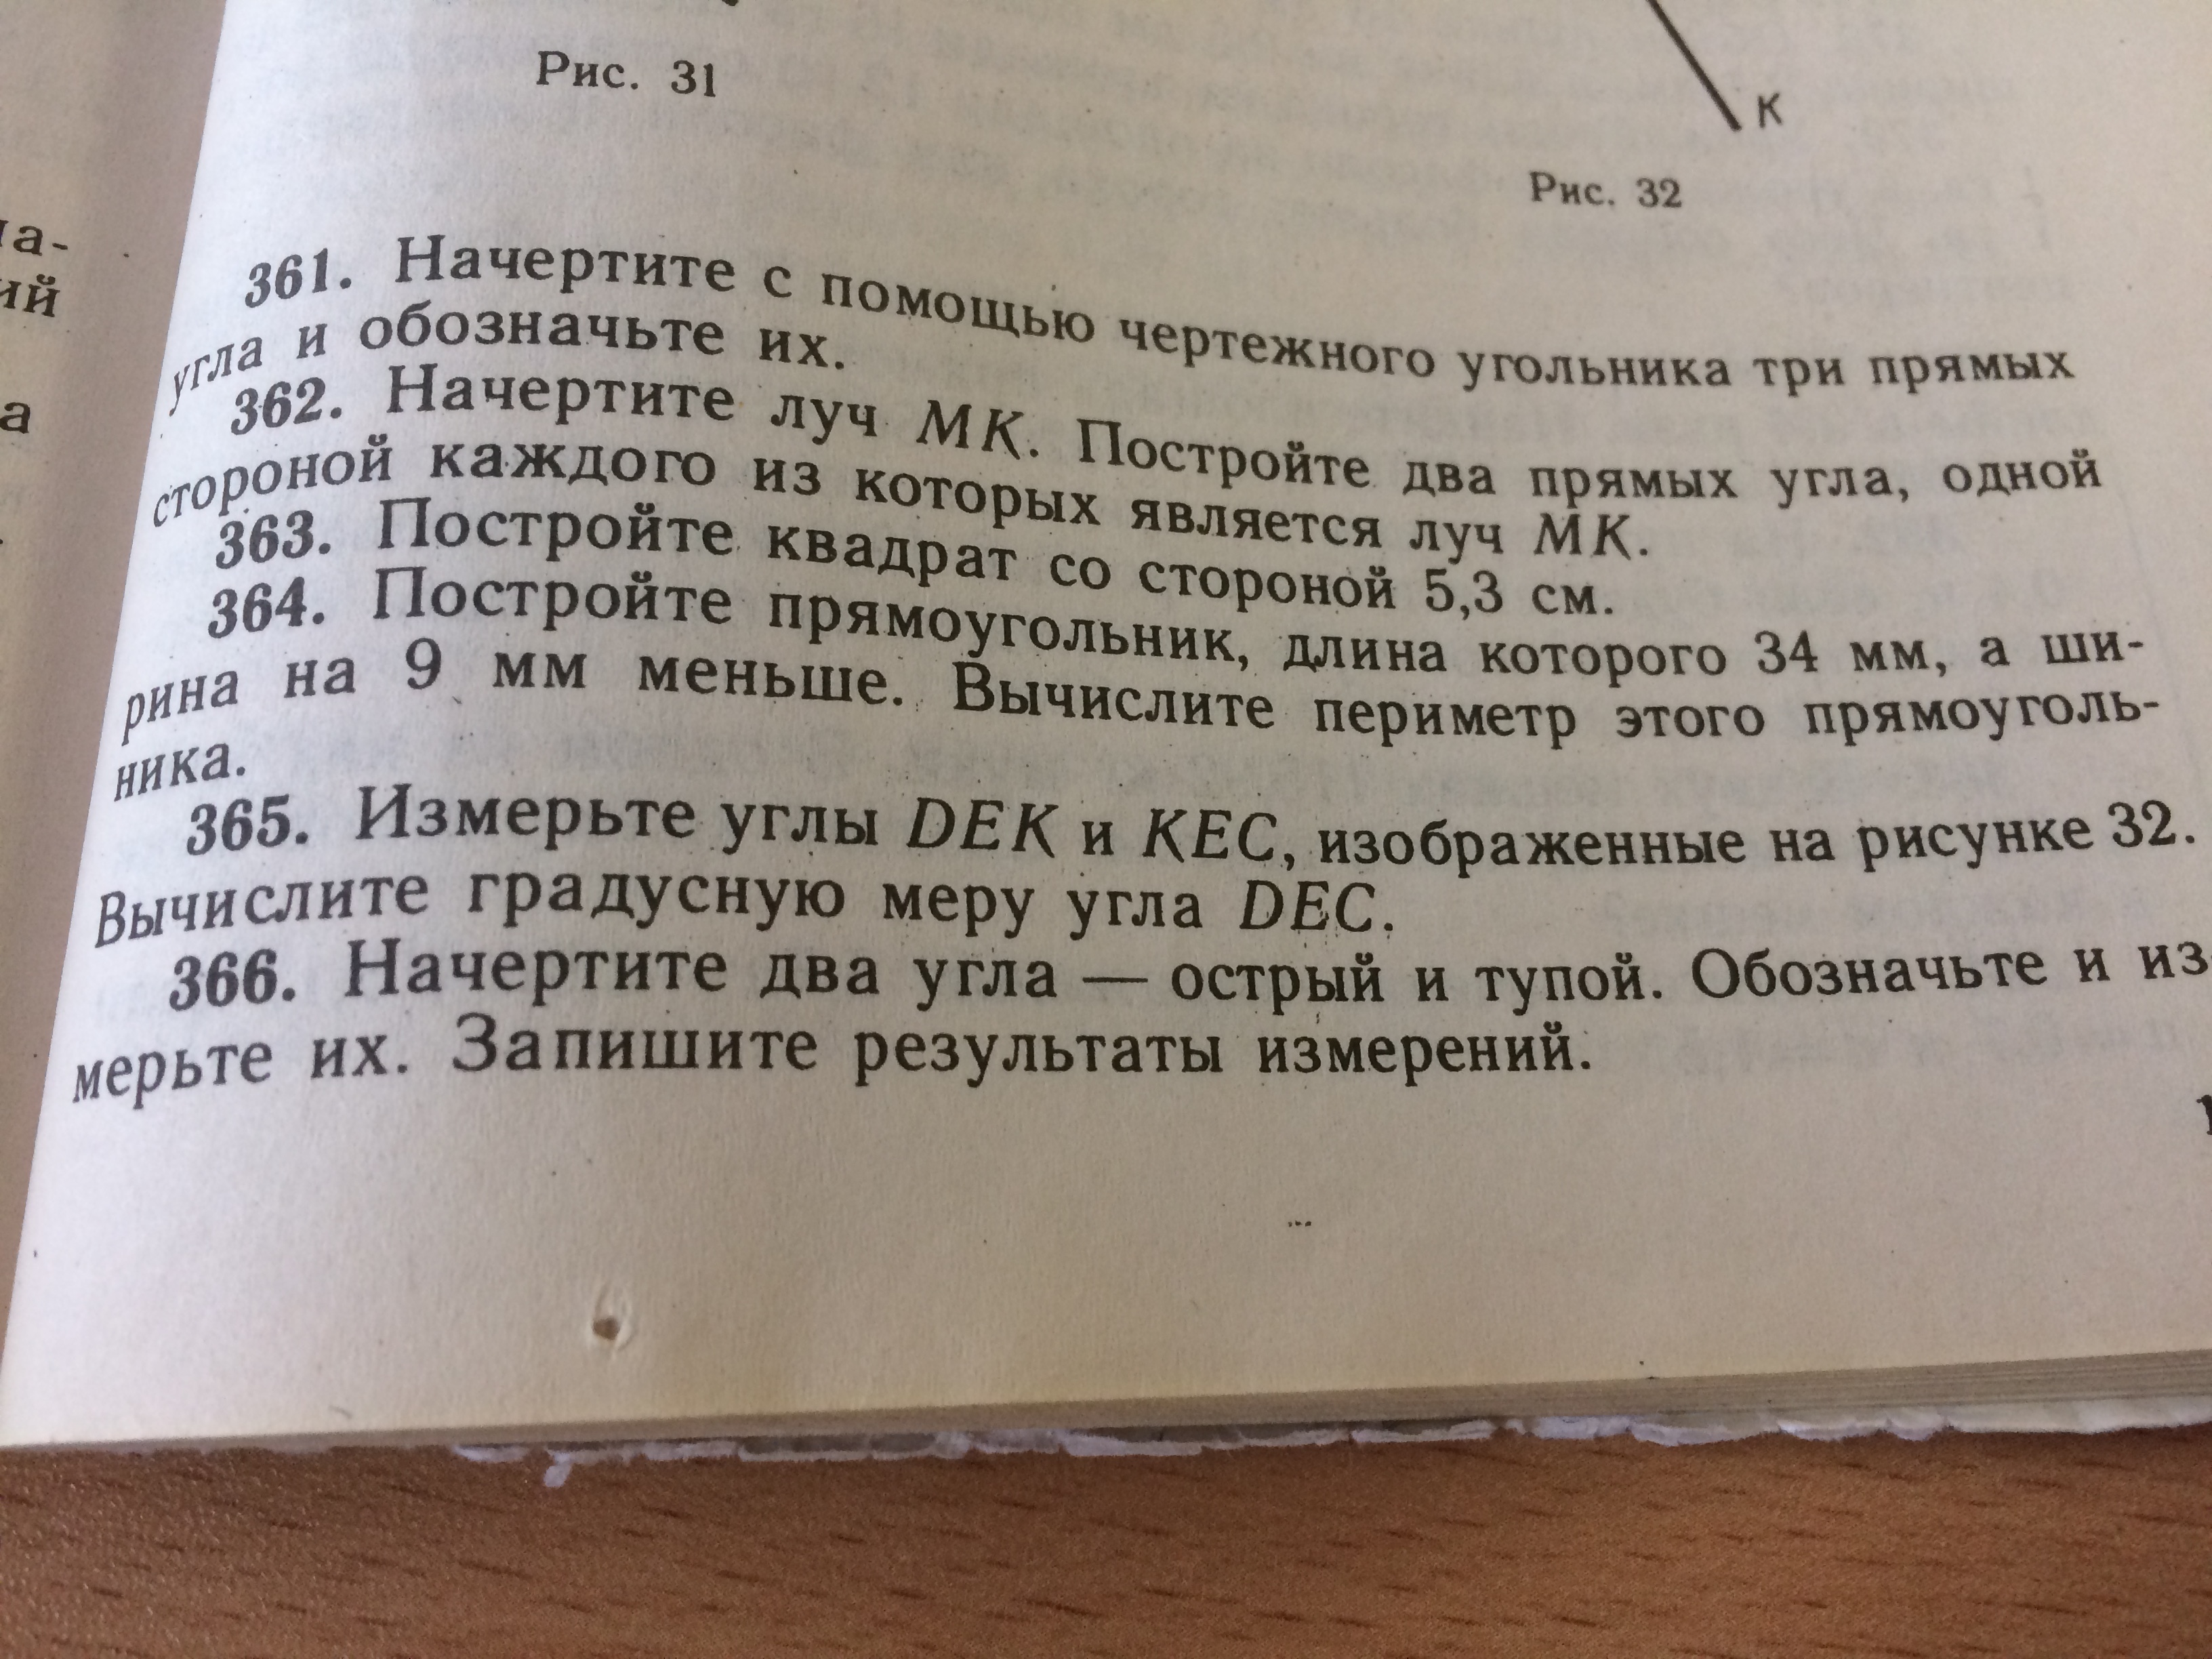 Рис. 31
К
Рис. 32
361. Начертите с помощью чертежного угольника три прямых
угла и обозначьте их.
362. Начертите луч МК. Постройте два прямых угла, одной
стороной каждого из которых является луч МК.
363. Постройте квадрат со стороной 5,3 см.
364. Постройте прямоугольник, длина которого 34 мм, а ши-
рина на 9 мм меньше. Вычислите периметр этого прямоуголь-
ника.
365. Измерьте углы DEK и KEC, изображенные на рисунке 32.
Вычислите градусную меру угла DEC.
366. Начертите два угла — острый и тупой. Обозначьте и из-
мерьте их. Запишите результаты измерений.